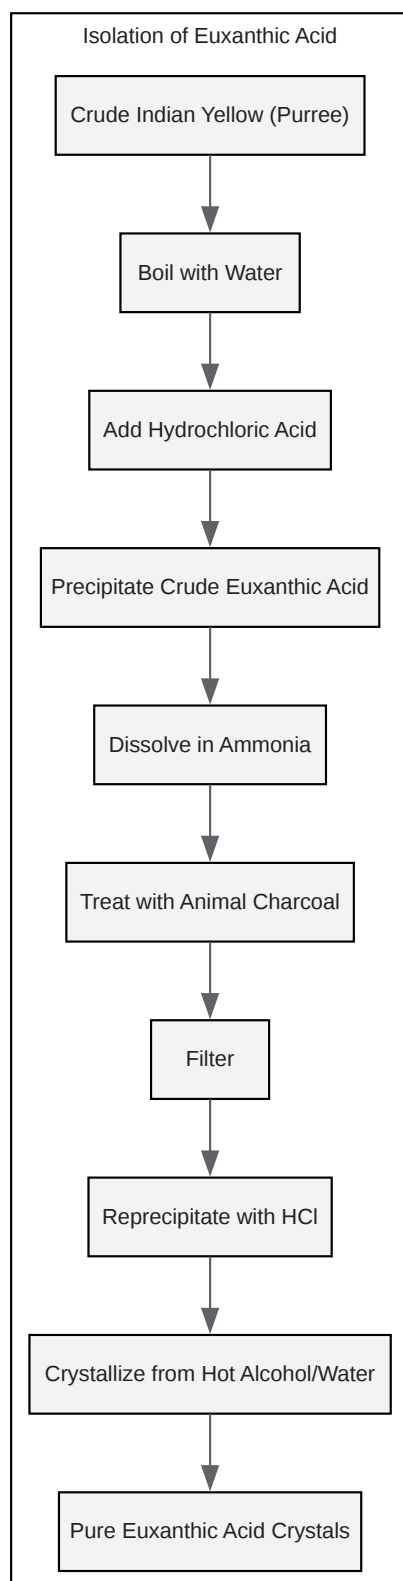 Isolation of Euxanthic Acid
Crude Indian Yellow (Purree)
Boil with Water
Add Hydrochloric Acid
Precipitate Crude Euxanthic Acid
Dissolve in Ammonia
Treat with Animal Charcoal
Filter
Reprecipitate with HCl
Crystallize from Hot Alcohol/Water
Pure Euxanthic Acid Crystals